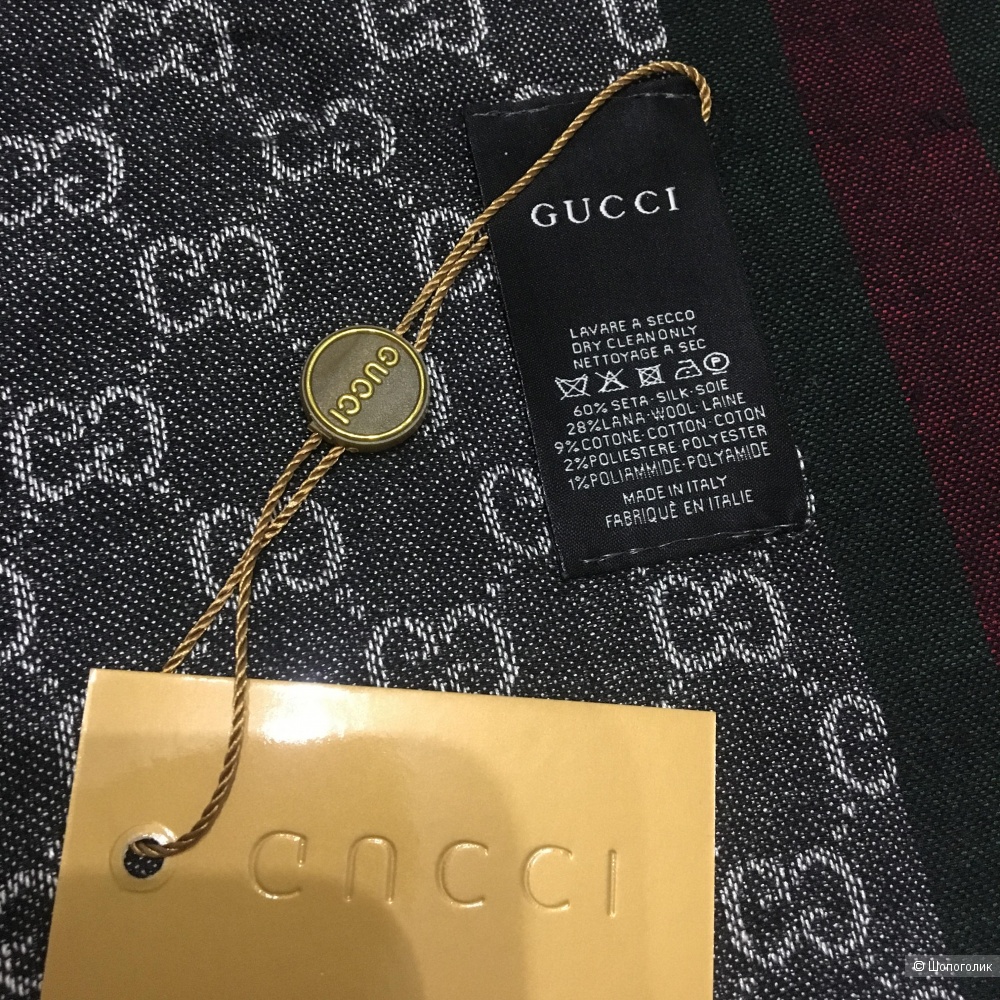 GUCCI
LAVARE A SECCO
DRY CLEAN ONLY
NETTOYAGE A SEC
P
60% SETA·SILK·SOIE
28% LANA·WOOL·LAINE
9% COTONE·COTTON·COTON
2% POLIESTERE·POLYESTER
1% POLIAMMIDE·POLYAMIDE
MADE IN ITALY
FABRIQUÈ EN ITALIE
GUCCI
GUCCI
© Шопоголик